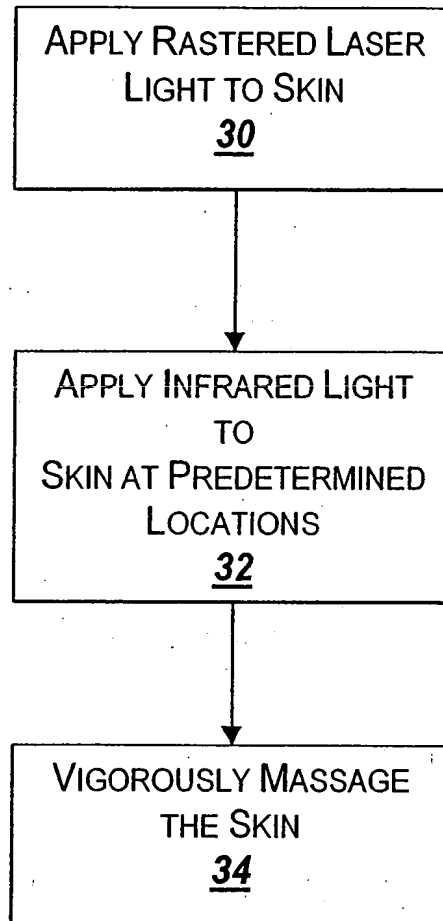 APPLY RASTERED LASER
LIGHT TO SKIN
30
APPLY INFRARED LIGHT
TO
SKIN AT PREDETERMINED
LOCATIONS
32
VIGOROUSLY MASSAGE
THE SKIN
34